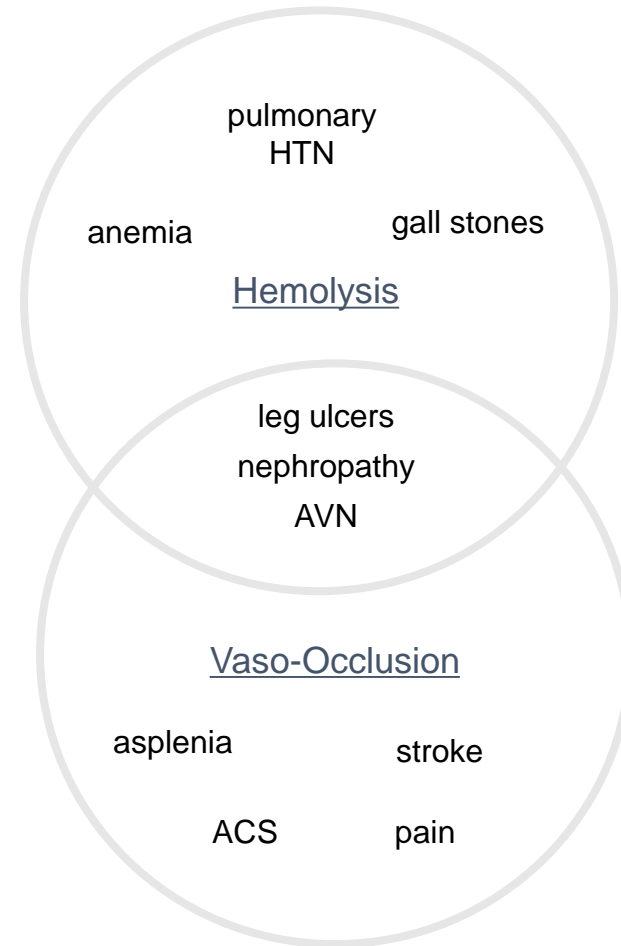 pulmonary
HTN
anemia
gall stones
Hemolysis
leg ulcers
nephropathy
AVN
Vaso-Occlusion
asplenia
stroke
ACS
pain